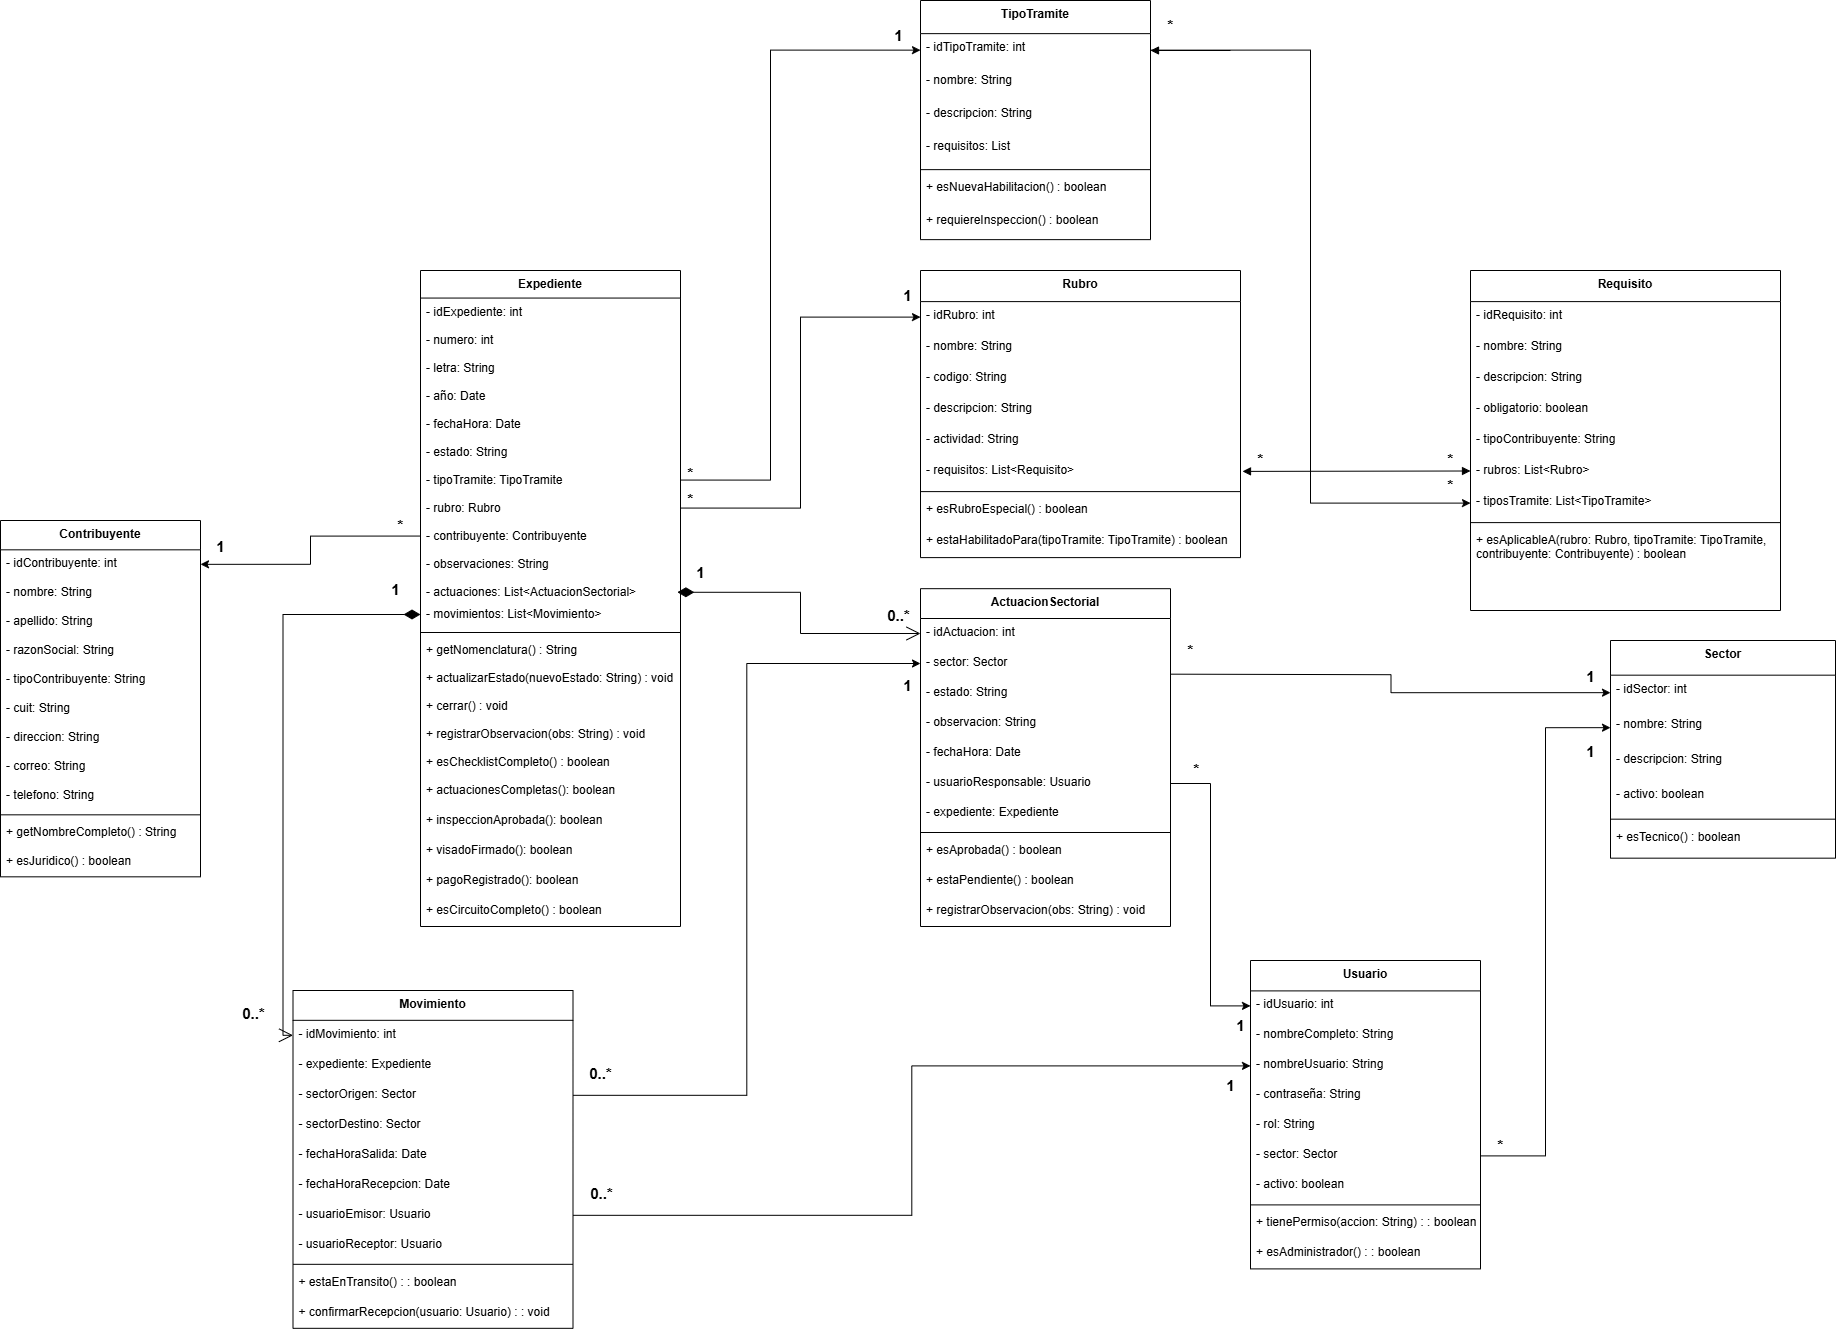 TipoTramite
- idTipoTramite: int
- nombre: String
- descripcion: String
- requisitos: List
+ esNuevaHabilitacion() : boolean
+ requiereInspeccion() : boolean
1
*
Expediente
- idExpediente: int
- numero: int
- letra: String
- año: Date
- fechaHora: Date
- estado: String
- tipoTramite: TipoTramite
- rubro: Rubro
- contribuyente: Contribuyente
- observaciones: String
- actuaciones: List<ActuacionSectorial>
- movimientos: List<Movimiento>
+ getNomenclatura() : String
+ actualizarEstado(nuevoEstado: String) : void
+ cerrar() : void
+ registrarObservacion(obs: String) : void
+ esChecklistCompleto() : boolean
+ actuacionesCompletas(): boolean
+ inspeccionAprobada(): boolean
+ visadoFirmado(): boolean
+ pagoRegistrado(): boolean
+ esCircuitoCompleto() : boolean
*
*
*
1
1
1
Rubro
- idRubro: int
- nombre: String
- codigo: String
- descripcion: String
- actividad: String
- requisitos: List<Requisito>
+ esRubroEspecial() : boolean
+ estaHabilitadoPara(tipoTramite: TipoTramite) : boolean
*
*
*
Requisito
- idRequisito: int
- nombre: String
- descripcion: String
- obligatorio: boolean
- tipoContribuyente: String
- rubros: List<Rubro>
- tiposTramite: List<TipoTramite>
+ esAplicableA(rubro: Rubro, tipoTramite: TipoTramite,
contribuyente: Contribuyente) : boolean
Contribuyente
- idContribuyente: int
- nombre: String
- apellido: String
- razonSocial: String
- tipoContribuyente: String
- cuit: String
- direccion: String
- correo: String
- telefono: String
+ getNombreCompleto() : String
+ esJuridico() : boolean
1
0..*
1
ActuacionSectorial
- idActuacion: int
- sector: Sector
- estado: String
- observacion: String
- fechaHora: Date
- usuarioResponsable: Usuario
- expediente: Expediente
+ esAprobada() : boolean
+ estaPendiente() : boolean
+ registrarObservacion(obs: String) : void
*
*
1
1
Sector
- idSector: int
- nombre: String
- descripcion: String
- activo: boolean
+ esTecnico() : boolean
0..*
Movimiento
- idMovimiento: int
- expediente: Expediente
- sectorOrigen: Sector
- sectorDestino: Sector
- fechaHoraSalida: Date
- fechaHoraRecepcion: Date
- usuarioEmisor: Usuario
- usuarioReceptor: Usuario
+ estaEnTransito() : : boolean
+ confirmarRecepcion(usuario: Usuario) : : void
0..*
0..*
1
1
Usuario
- idUsuario: int
- nombreCompleto: String
- nombreUsuario: String
- contraseña: String
- rol: String
- sector: Sector
- activo: boolean
+ tienePermiso(accion: String) : : boolean
+ esAdministrador() : : boolean
*